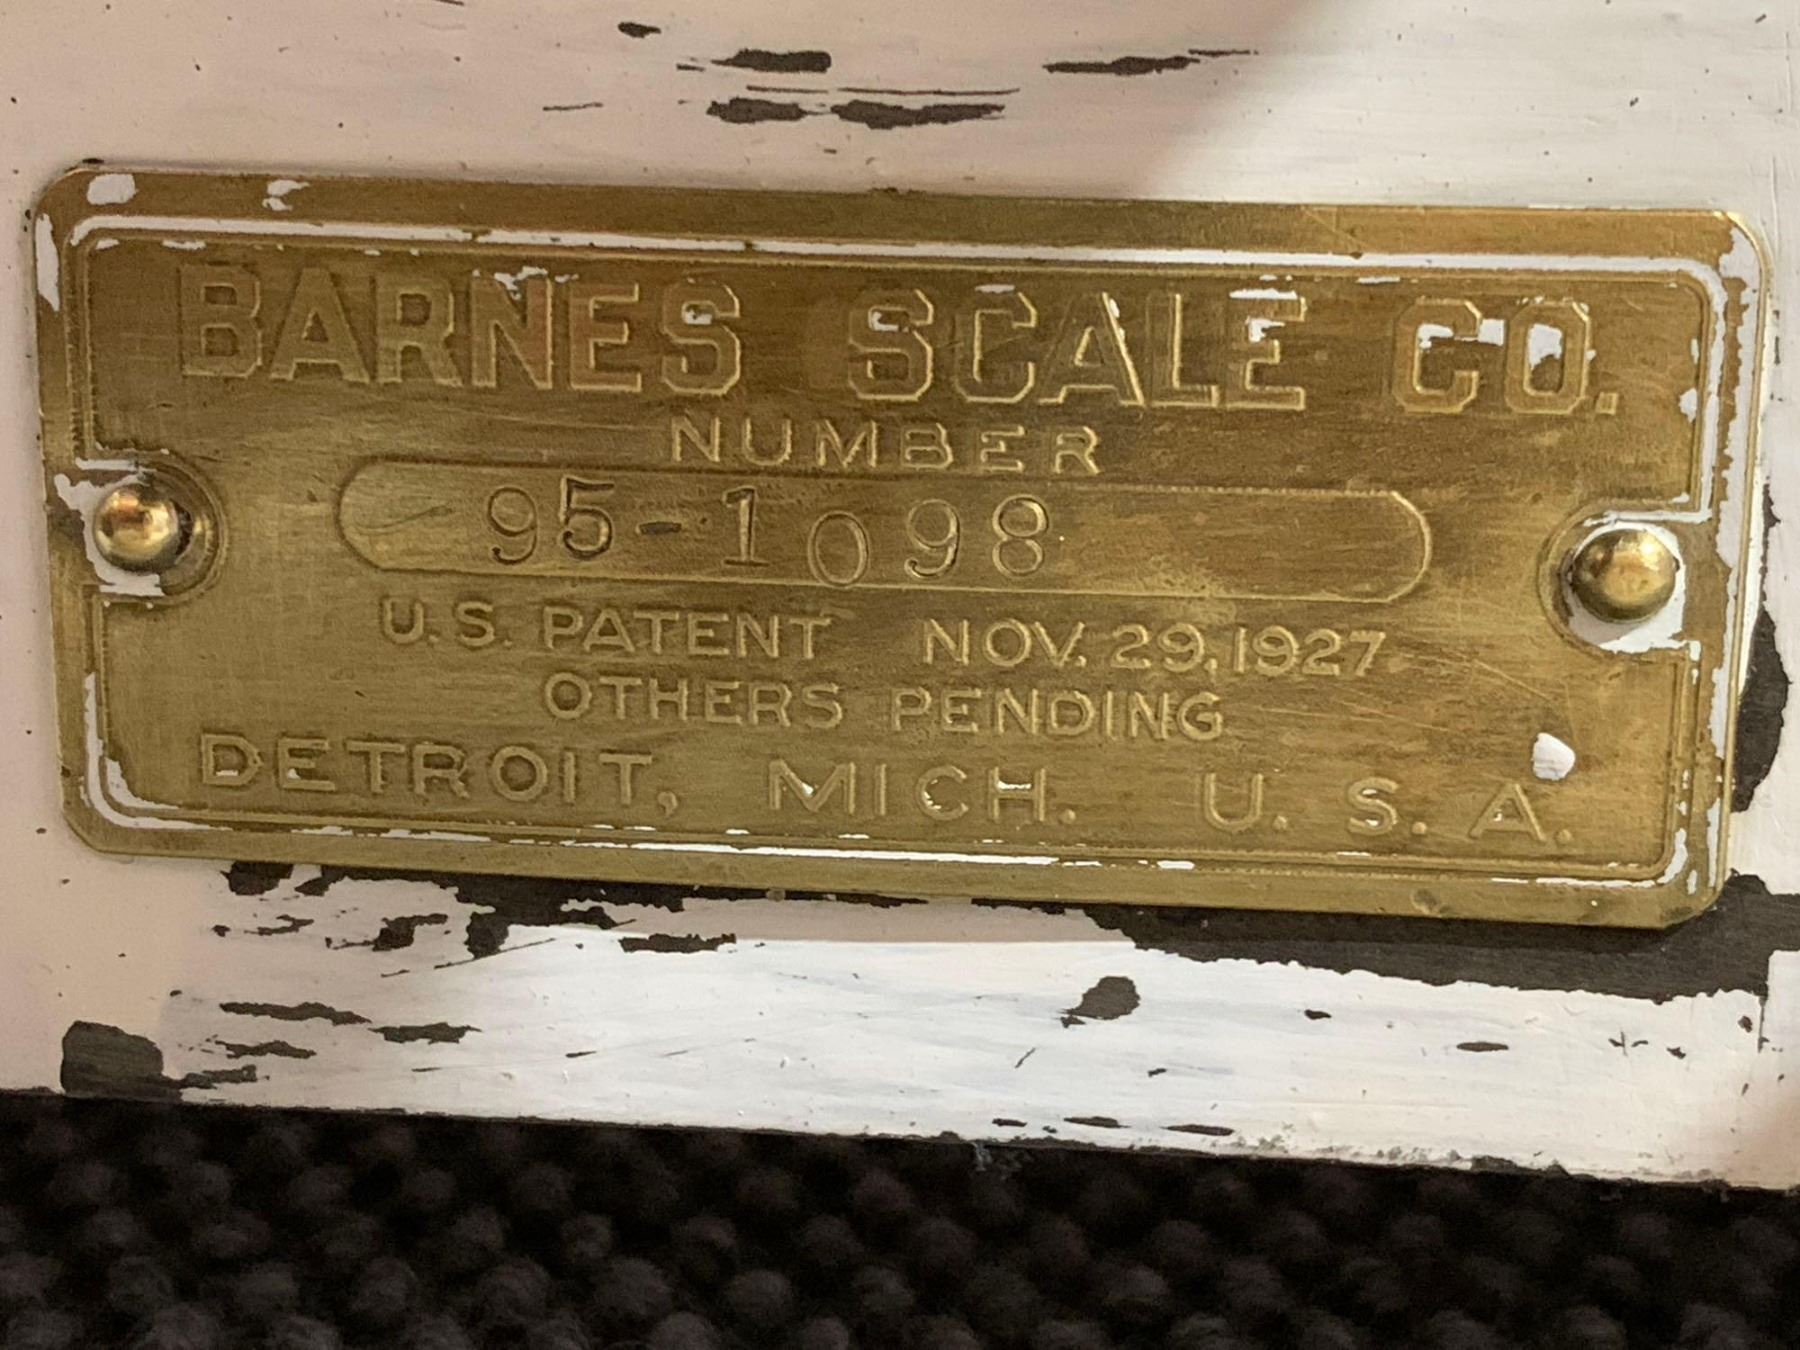 BARNES SCALE CO.
NUMBER
95-1098
U.S. PATENT NOV. 29, 1927
OTHERS PENDING
DETROIT, MICH. U. S. A.